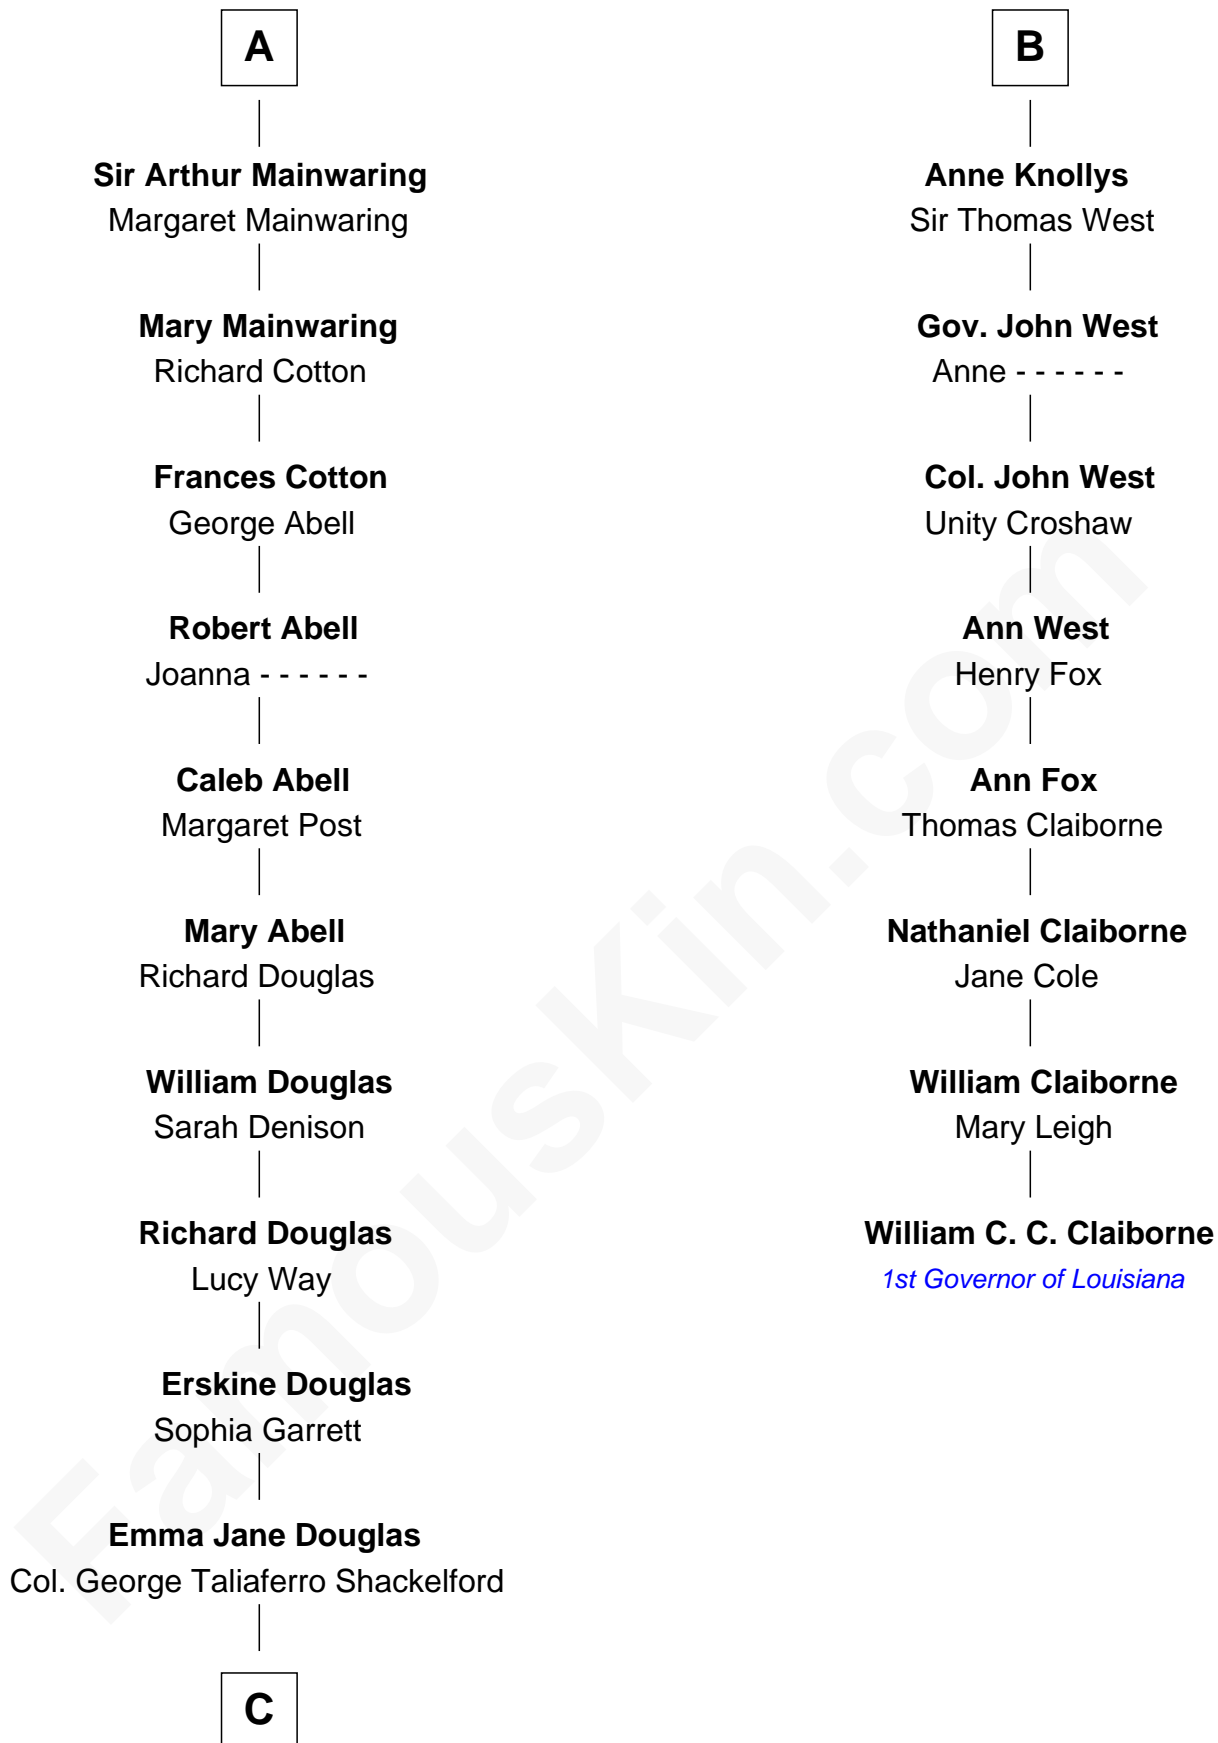 A
Sir Arthur Mainwaring
Margaret Mainwaring
Mary Mainwaring
Richard Cotton
Frances Cotton
George Abell
Robert Abell
Joanna - - - - - -
Caleb Abell
Margaret Post
Mary Abell
Richard Douglas
William Douglas
Sarah Denison
Richard Douglas
Lucy Way
Erskine Douglas
Sophia Garrett
Emma Jane Douglas
Col. George Taliaferro Shackelford
C
B
Anne Knollys
Sir Thomas West
Gov. John West
Anne - - - - - -
Col. John West
Unity Croshaw
Ann West
Henry Fox
Ann Fox
Thomas Claiborne
Nathaniel Claiborne
Jane Cole
William Claiborne
Mary Leigh
William C. C. Claiborne
1st Governor of Louisiana
FamousKin.com